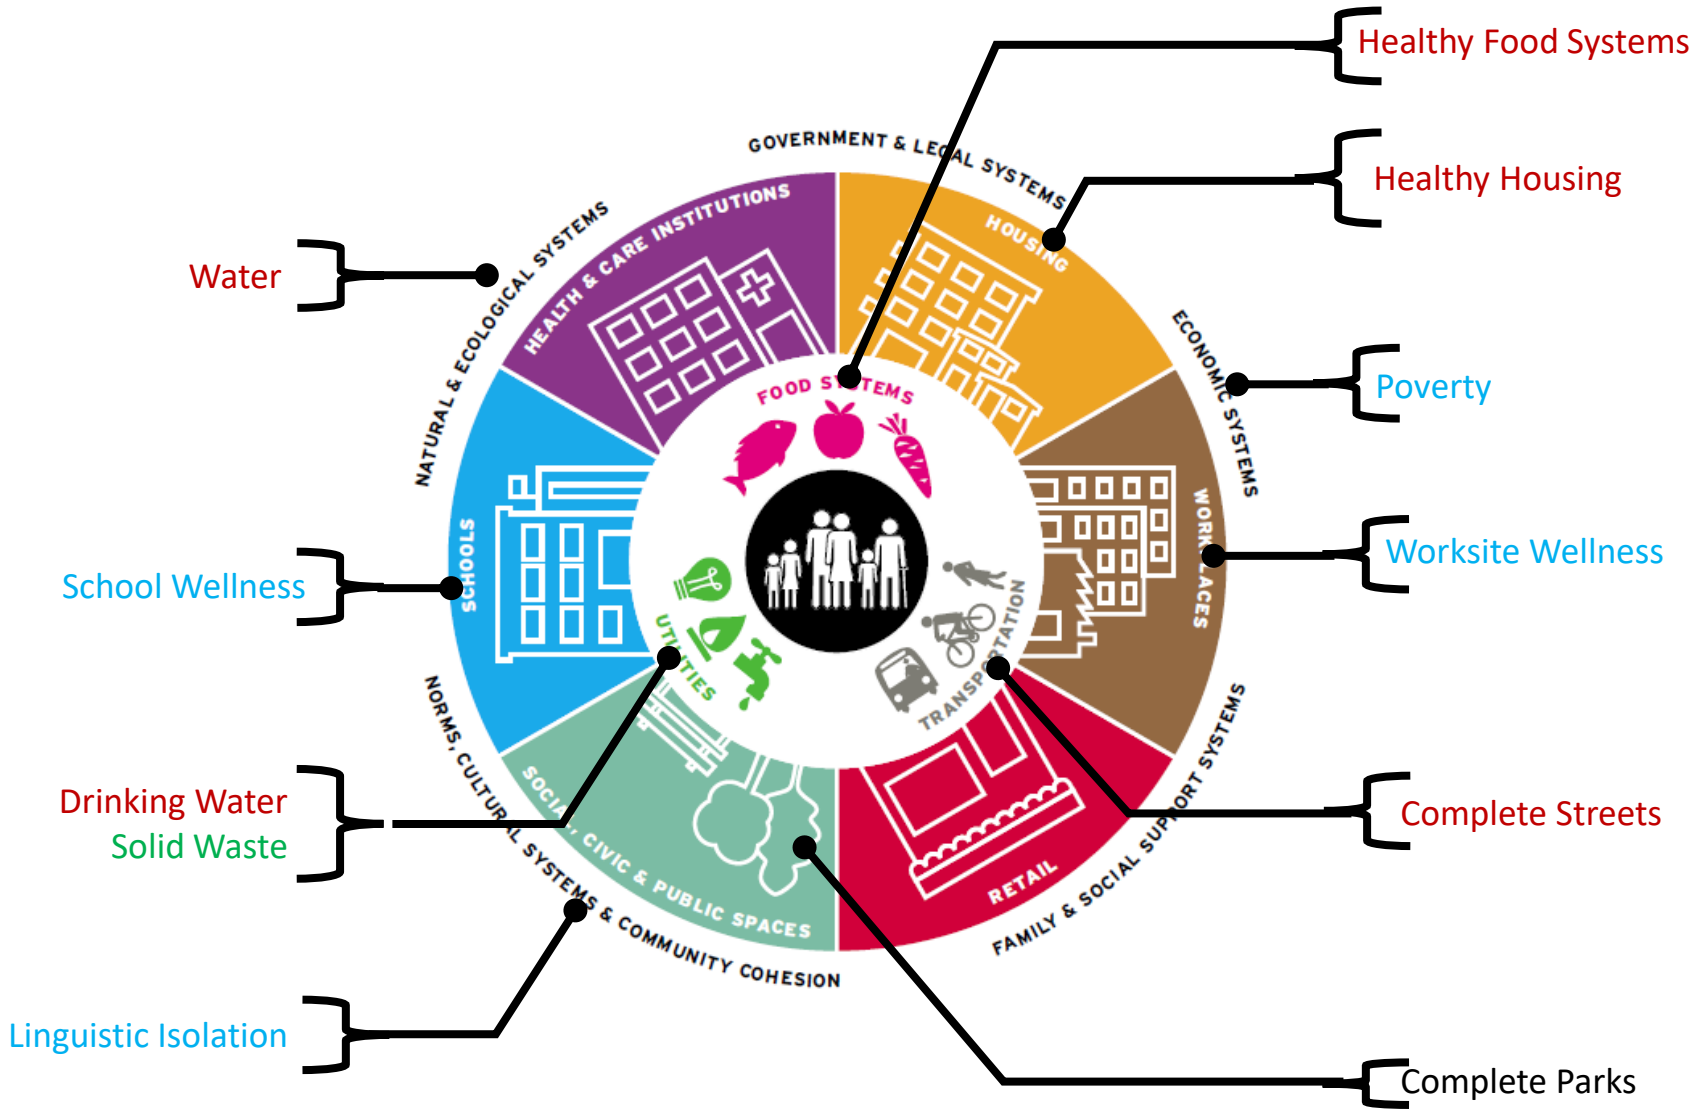 Healthy Food Systems
Healthy Housing
Water
Poverty
School Wellness
Worksite Wellness
Drinking Water
Solid Waste
Complete Streets
Linguistic Isolation
Complete Parks
GOVERNMENT & LEGAL SYSTEMS
ECONOMIC SYSTEMS
FAMILY & SOCIAL SUPPORT SYSTEMS
NORMS, CULTURAL SYSTEMS & COMMUNITY COHESION
NATURAL & ECOLOGICAL SYSTEMS
HEALTH & CARE INSTITUTIONS
HOUSING
WORKPLACES
RETAIL
SOCIAL, CIVIC & PUBLIC SPACES
SCHOOLS
FOOD SYSTEMS
TRANSPORTATION
UTILITIES